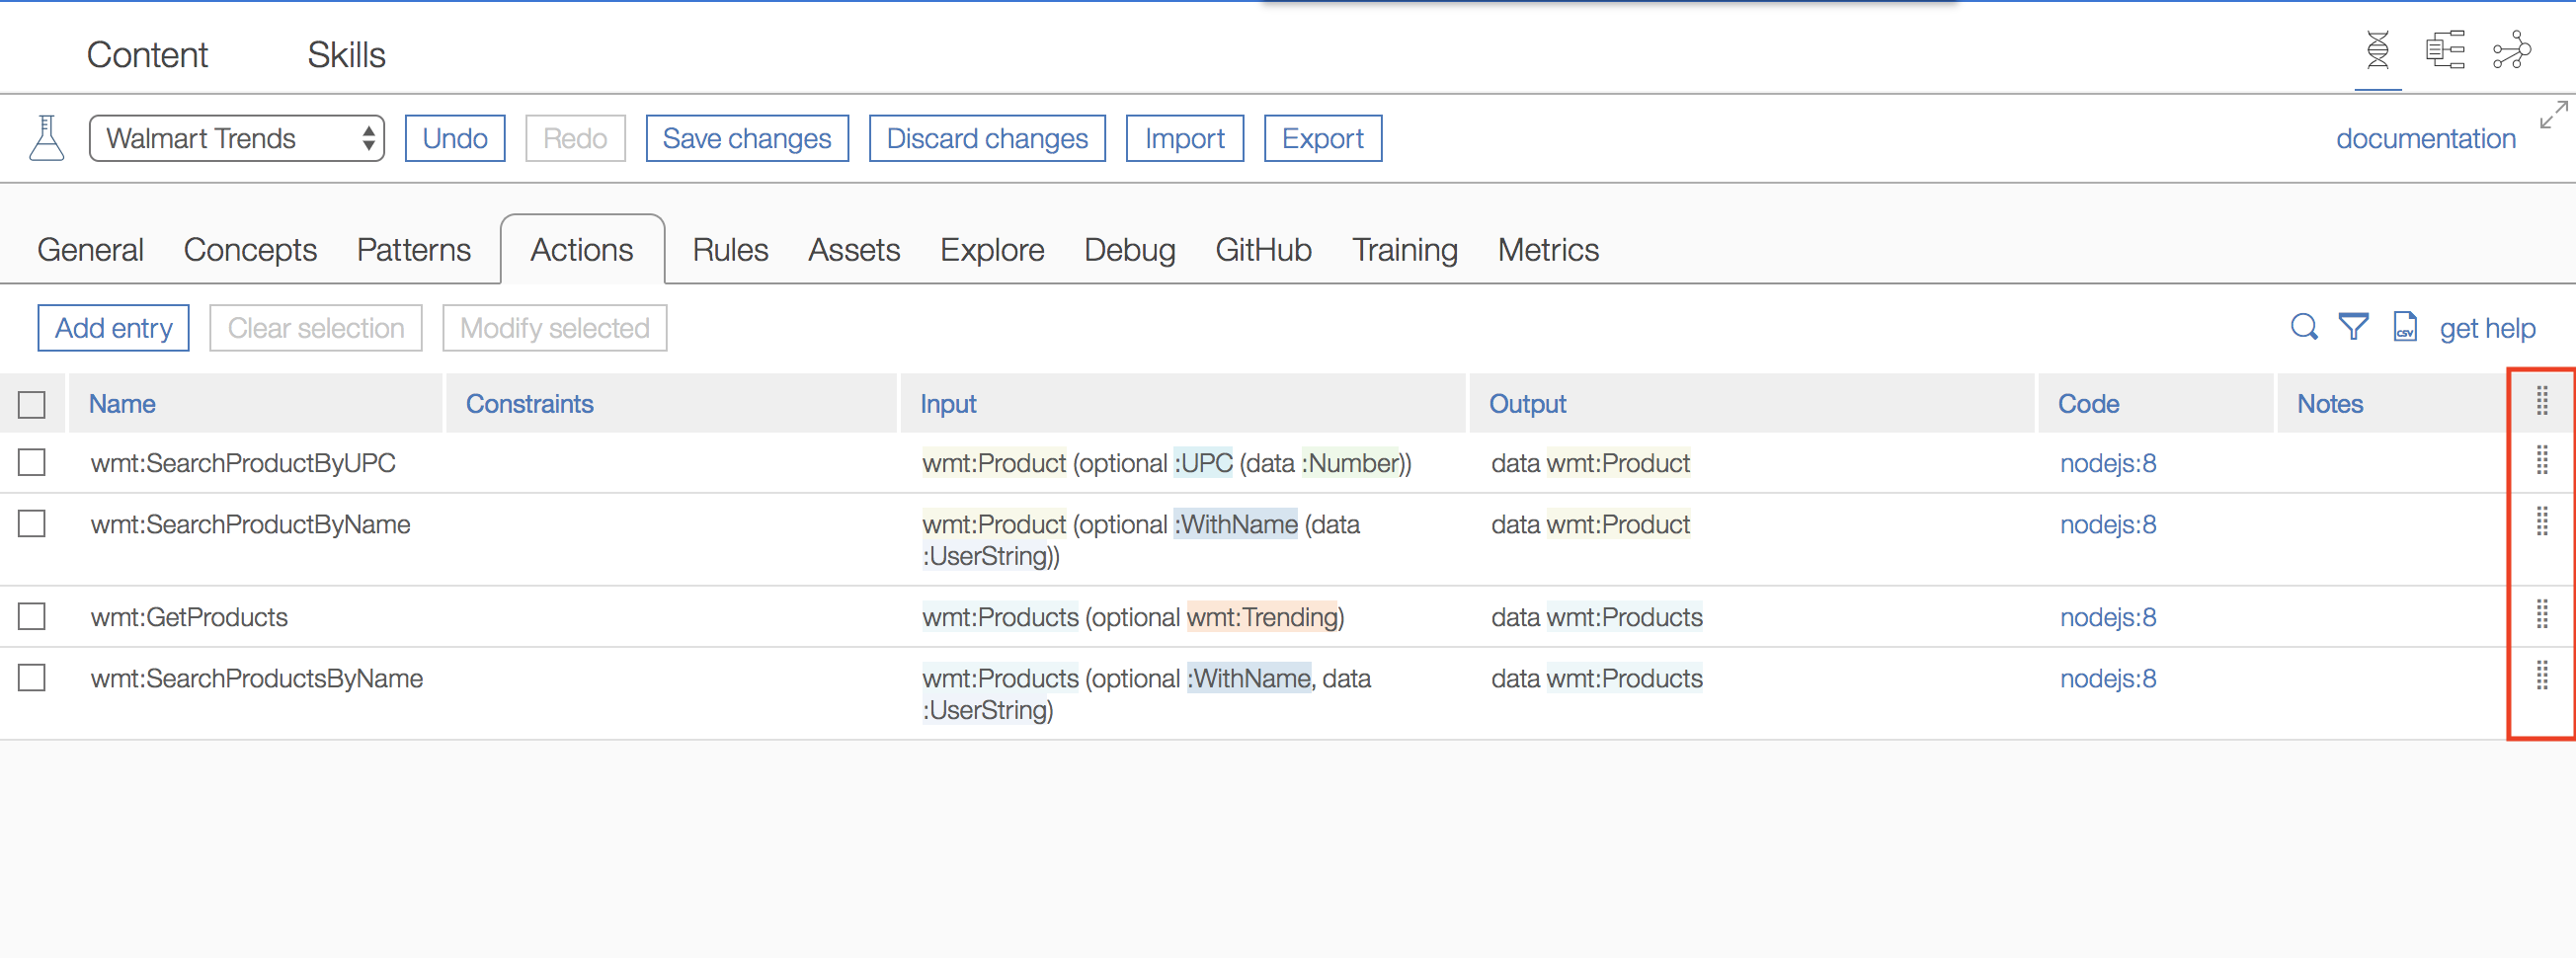 Content Skills
Walmart Trends Undo Redo Save changes Discard changes Import Export documentation
General Concepts Patterns Actions Rules Assets Explore Debug GitHub Training Metrics
Add entry Clear selection Modify selected CSV get help
Name Constraints Input Output Code Notes
wmt:SearchProductByUPC wmt:Product (optional :UPC (data :Number)) data wmt:Product nodejs:8
wmt:SearchProductByName wmt:Product (optional :WithName (data data wmt:Product nodejs:8
:UserString))
wmt:GetProducts wmt:Products (optional wmt:Trending) data wmt:Products nodejs:8
wmt:SearchProductsByName wmt:Products (optional :WithName, data data wmt:Products nodejs:8
:UserString)